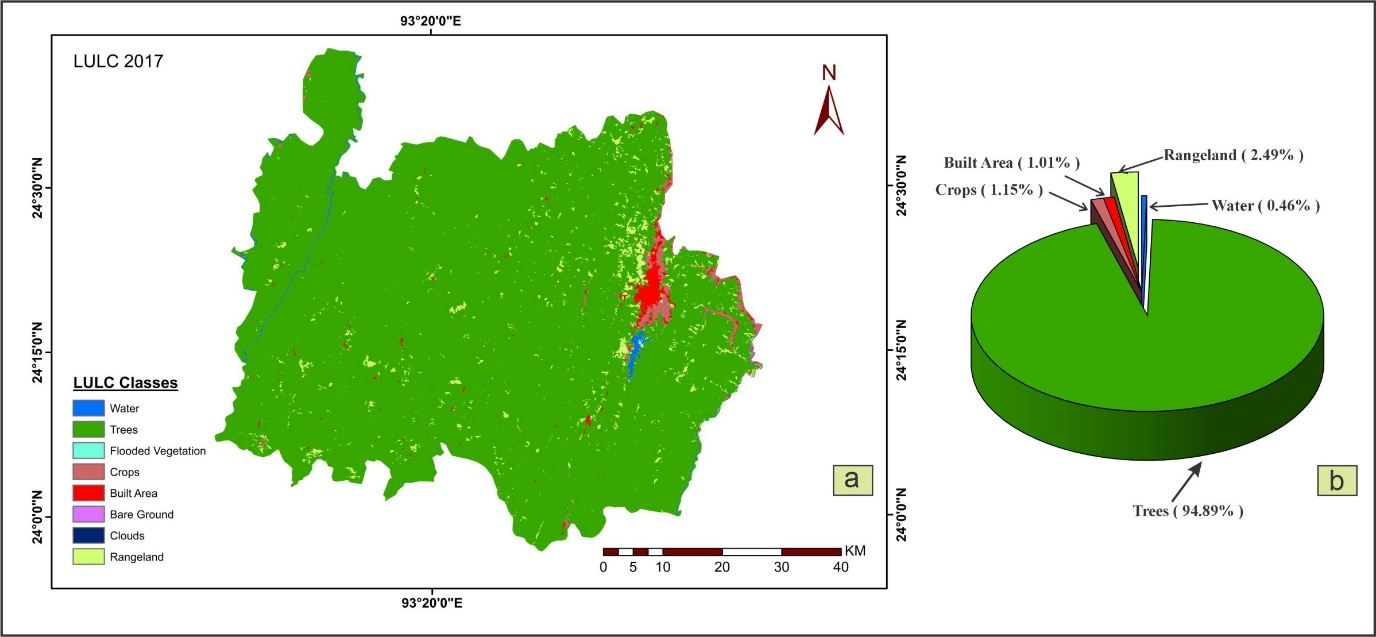 93°20'0"E
LULC 2017
N
24°30'0"N
24°15'0"N
24°0'0"N
LULC Classes
Water
Trees
Flooded Vegetation
Crops
Built Area
Bare Ground
Clouds
Rangeland
a
KM
0 5 10 20 30 40
93°20'0"E
24°30'0"N
24°15'0"N
24°0'0"N
Built Area ( 1.01% )
Crops ( 1.15% )
Rangeland ( 2.49% )
Water ( 0.46% )
Trees ( 94.89% )
b